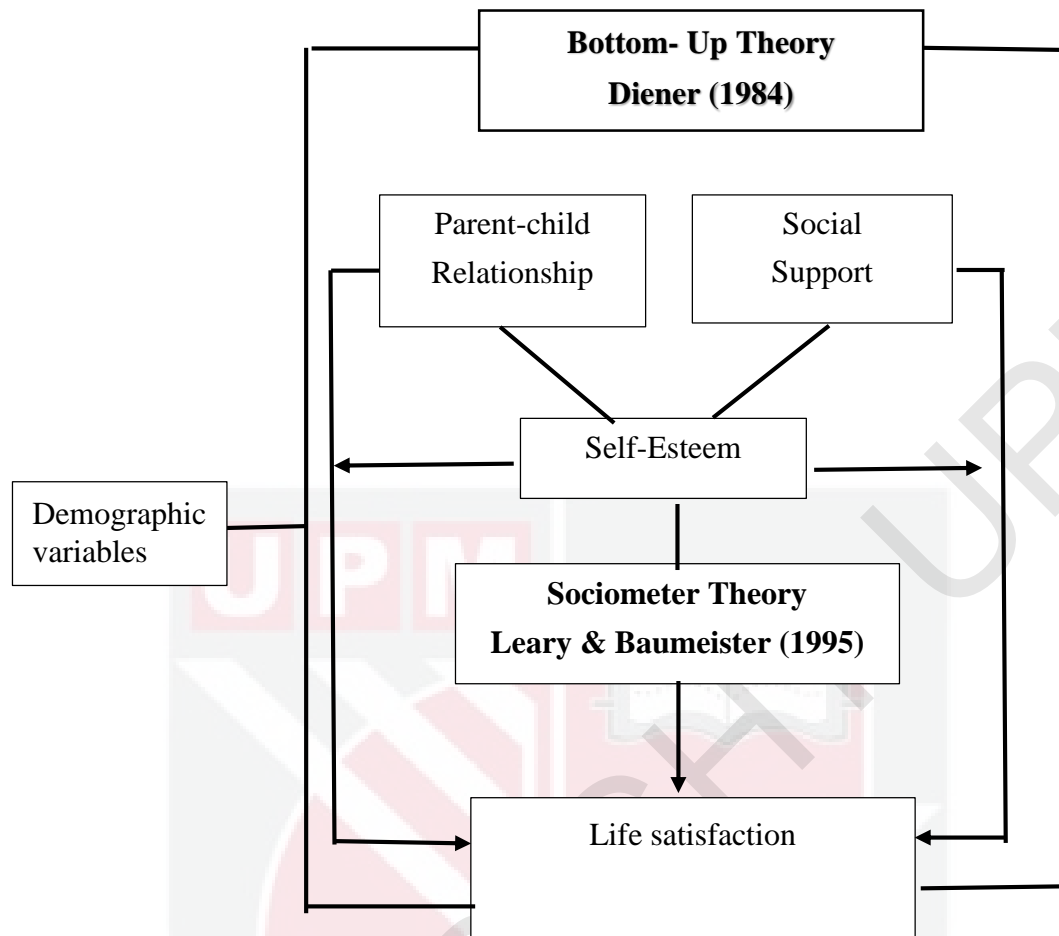 Bottom- Up Theory
Diener (1984)
Parent-child
Relationship
Social
Support
Self-Esteem
Demographic
variables
UPM
Sociometer Theory
Leary & Baumeister (1995)
Life satisfaction